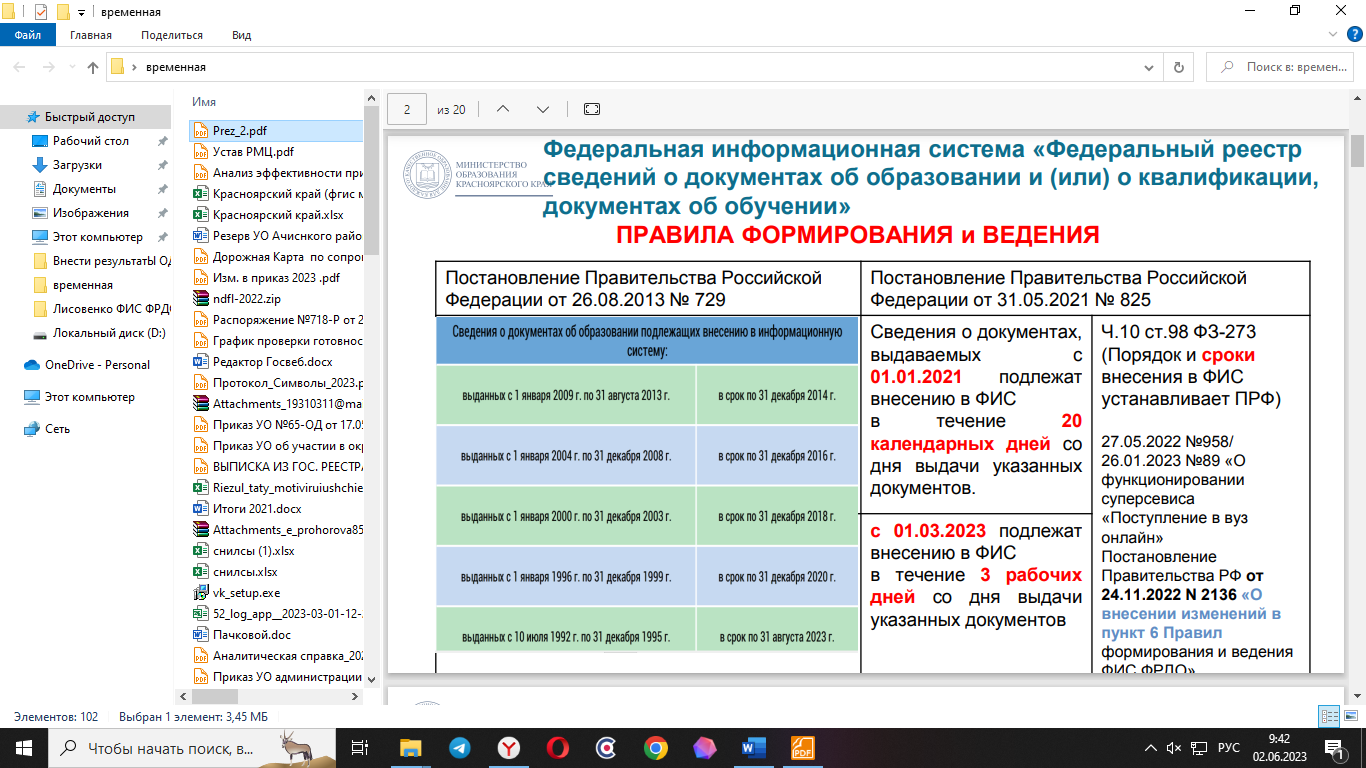 временная
Файл
Главная
Поделиться
Вид
временная
Поиск в: времен...
Быстрый доступ
Рабочий стол
Загрузки
Документы
Изображения
Этот компьютер
Внести результаты ОД
временная
Лисовенко ФИС ФРДО
Локальный диск (D:)
OneDrive - Personal
Этот компьютер
Сеть
Имя
Prez_2.pdf
Устав РМЦ.pdf
Анализ эффективности при
Красноярский край (фгис м
Красноярский край.xlsx
Резерв УО Ачиснкого райо
Дорожная Карта по сопро
Изм. в приказ 2023 .pdf
ndfl-2022.zip
Распоряжение №718-Р от 2
График проверки готовнос
Редактор Госвеб.docx
Протокол_Символы_2023.p
Attachments_19310311@ma
Приказ УО №65-ОД от 17.05
Приказ УО об участии в окр
ВЫПИСКА ИЗ ГОС. РЕЕСТРА
Riezul_taty_motiviruiushchie
Итоги 2021.docx
Attachments_e_prohorova85
снилсы (1).xlsx
снилсы.xlsx
vk_setup.exe
52_log_app__2023-03-01-12-
Пачковой.doc
Аналитическая справка_202
Приказ УО администрации
2
из 20
МИНИСТЕРСТВО
ОБРАЗОВАНИЯ
КРАСНОЯРСКОГО КРАЯ
Федеральная информационная система «Федеральный реестр
сведений о документах об образовании и (или) о квалификации,
документах об обучении»
ПРАВИЛА ФОРМИРОВАНИЯ и ВЕДЕНИЯ
Постановление Правительства Российской
Федерации от 26.08.2013 № 729
Постановление Правительства Российской
Федерации от 31.05.2021 № 825
Сведения о документах об образовании подлежащих внесению в информационную
систему:
выданных с 1 января 2009 г. по 31 августа 2013 г.
в срок по 31 декабря 2014 г.
выданных с 1 января 2004 г. по 31 декабря 2008 г.
в срок по 31 декабря 2016 г.
выданных с 1 января 2000 г. по 31 декабря 2003 г.
в срок по 31 декабря 2018 г.
выданных с 1 января 1996 г. по 31 декабря 1999 г.
в срок по 31 декабря 2020 г.
выданных с 10 июля 1992 г. по 31 декабря 1995 г.
в срок по 31 августа 2023 г.
Сведения о документах,
выдаваемых с
01.01.2021 подлежат
внесению в ФИС
в течение 20
календарных дней со
дня выдачи указанных
документов.
с 01.03.2023 подлежат
внесению в ФИС
в течение 3 рабочих
дней со дня выдачи
указанных документов
Ч.10 ст.98 ФЗ-273
(Порядок и сроки
внесения в ФИС
устанавливает ПРФ)
27.05.2022 №958/
26.01.2023 №89 «О
функционировании
суперсевиса
«Поступление в вуз
онлайн»
Постановление
Правительства РФ от
24.11.2022 N 2136 «О
внесении изменений в
пункт 6 Правил
формирования и ведения
ФИС ФРДО»
Элементов: 102
Выбран 1 элемент: 3,45 МБ
Чтобы начать поиск, в...
РУС
9:42
02.06.2023
1